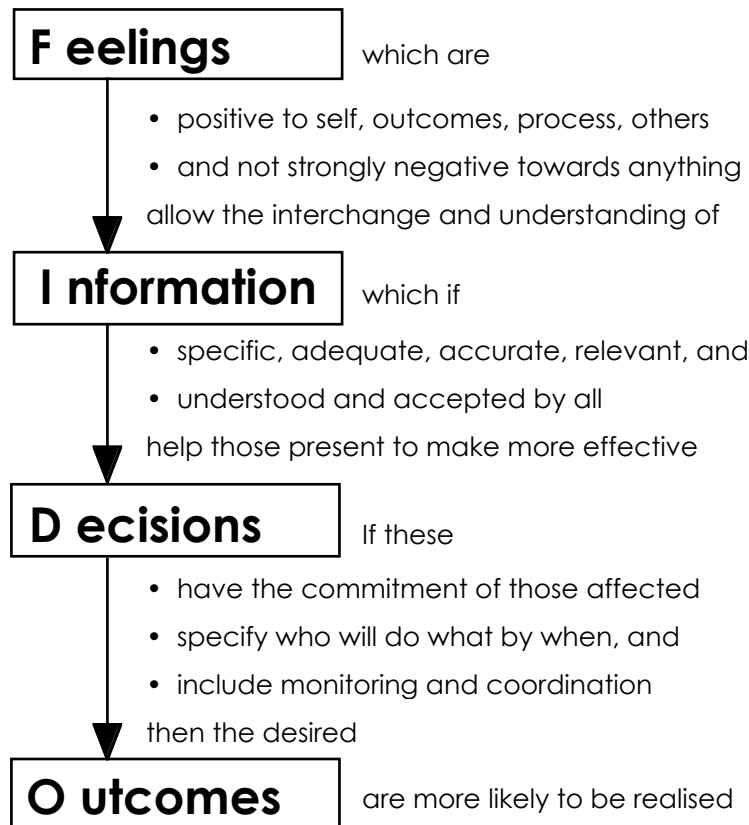 F eelings which are
• positive to self, outcomes, process, others
• and not strongly negative towards anything
allow the interchange and understanding of
I nformation which if
• specific, adequate, accurate, relevant, and
• understood and accepted by all
help those present to make more effective
D ecisions If these
• have the commitment of those affected
• specify who will do what by when, and
• include monitoring and coordination
then the desired
O utcomes are more likely to be realised